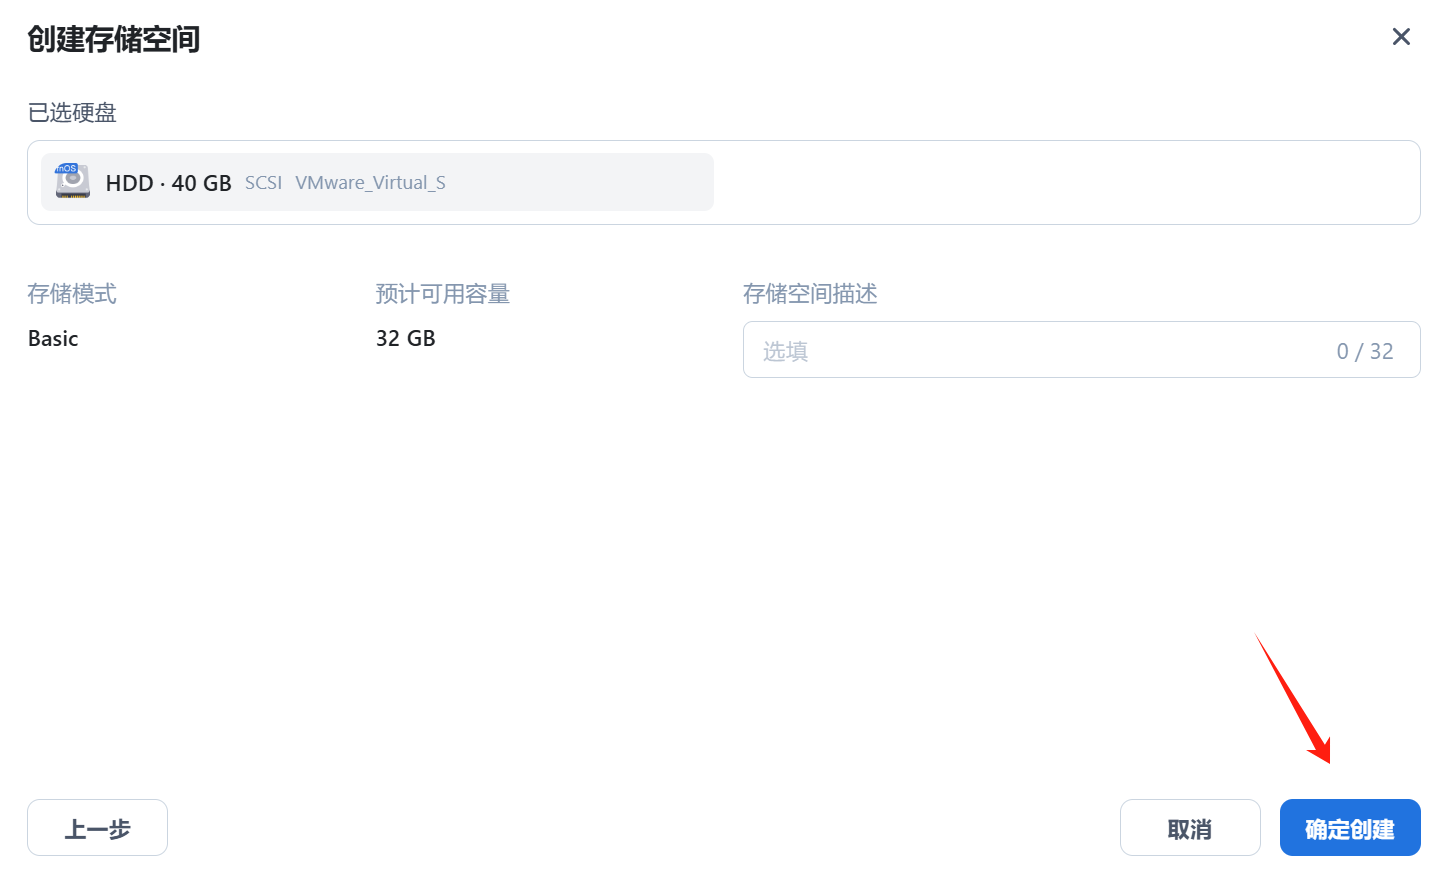 创建存储空间
已选硬盘
HDD · 40 GB SCSI VMware_Virtual_S
存储模式 预计可用容量 存储空间描述
Basic 32 GB
选填 0 / 32
上一步 取消 确定创建